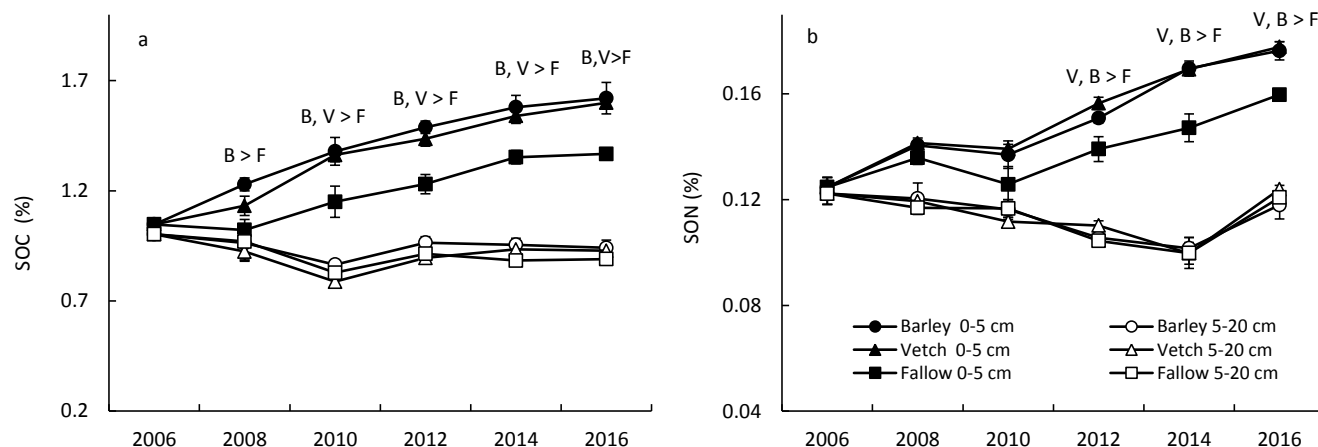 a
SOC (%)
1.7
1.2
0.7
0.2
B > F
B, V > F
B, V > F
B, V > F
B,V>F
2006 2008 2010 2012 2014 2016
b
SON (%)
0.16
0.12
0.08
0.04
V, B > F
V, B > F
V, B > F
Barley 0-5 cm
Barley 5-20 cm
Vetch 0-5 cm
Vetch 5-20 cm
Fallow 0-5 cm
Fallow 5-20 cm
2006 2008 2010 2012 2014 2016